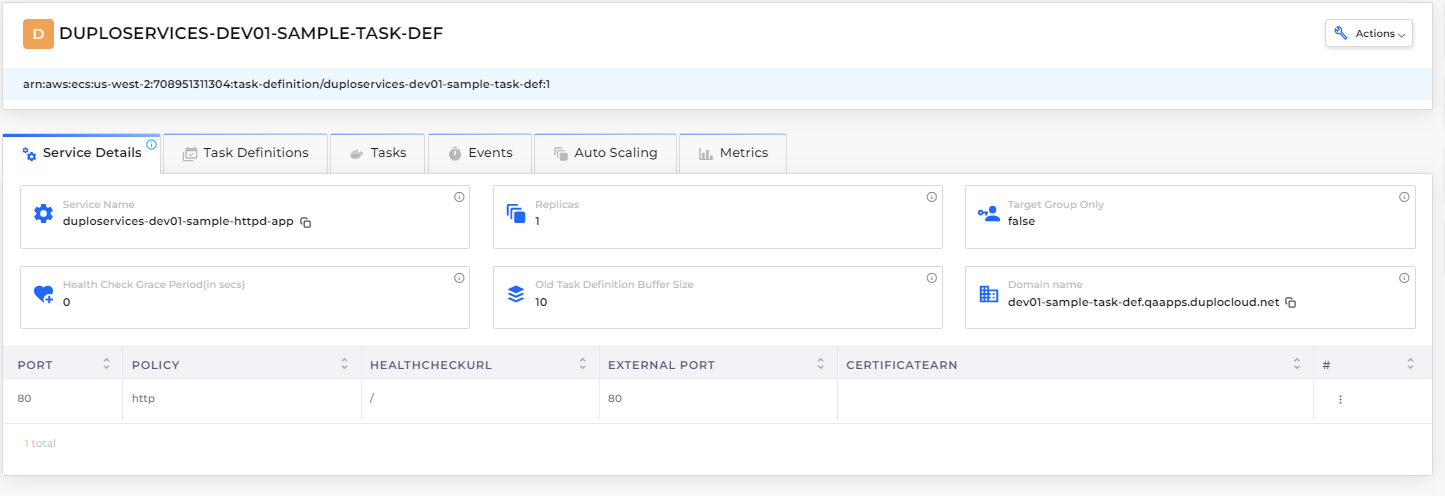 D DUPLOSERVICES-DEV01-SAMPLE-TASK-DEF Actions
arn:aws:ecs:us-west-2:708951311304:task-definition/duploservices-dev01-sample-task-def:1
Service Details Task Definitions Tasks Events Auto Scaling Metrics
Service Name Replicas Target Group Only
duploservices-dev01-sample-httpd-app 1 false
Health Check Grace Period(in secs) Old Task Definition Buffer Size Domain name
0 10 dev01-sample-task-def.qaapps.duplocloud.net
PORT POLICY HEALTHCHECKURL EXTERNAL PORT CERTIFICATEARN #
80 http / 80
1 total